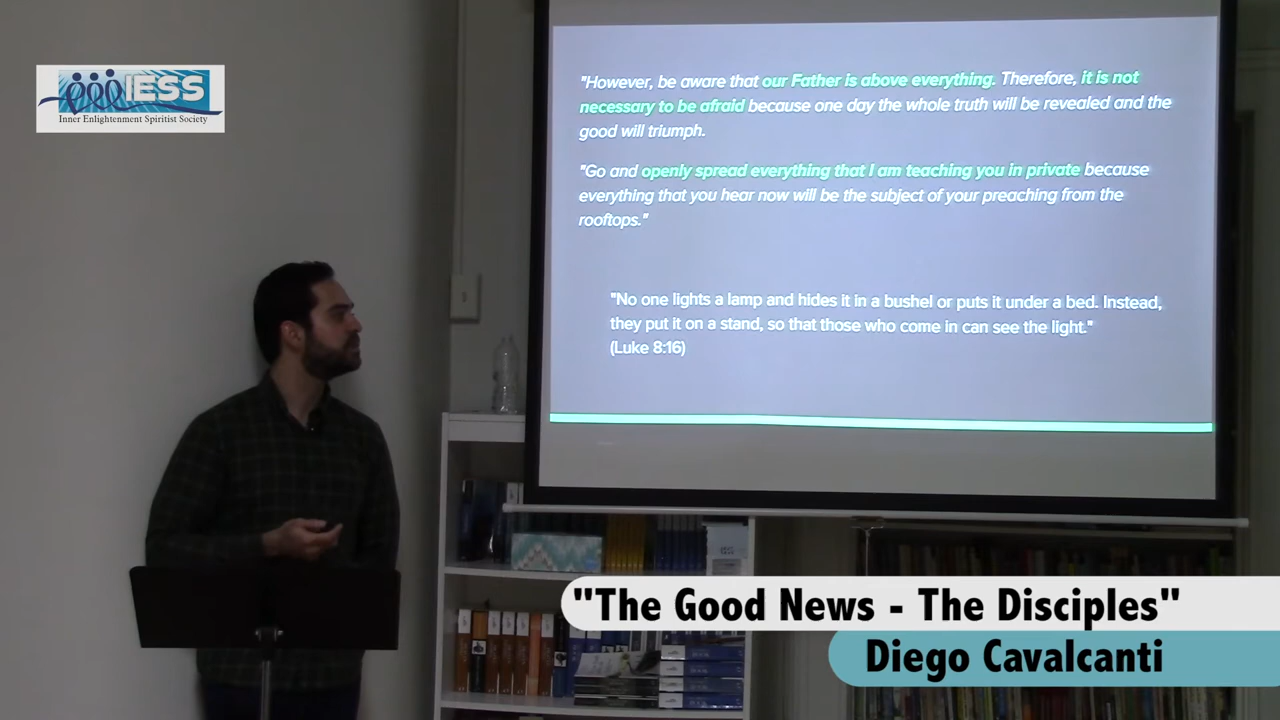 IESS
Inner Enlightenment Spiritist Society
"However, be aware that our Father is above everything. Therefore, it is not
necessary to be afraid because one day the whole truth will be revealed and the
good will triumph.
"Go and openly spread everything that I am teaching you in private because
everything that you hear now will be the subject of your preaching from the
rooftops."
"No one lights a lamp and hides it in a bushel or puts it under a bed. Instead,
they put it on a stand, so that those who come in can see the light."
(Luke 8:16)
"The Good News - The Disciples"
Diego Cavalcanti